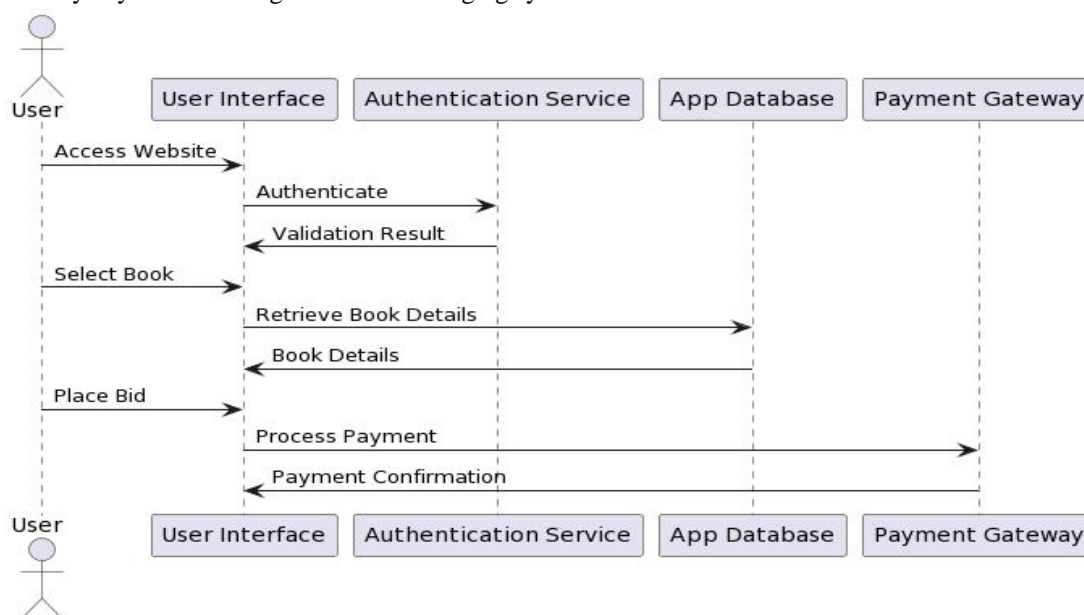 User
User Interface
Authentication Service
App Database
Payment Gateway
Access Website
Authenticate
Validation Result
Select Book
Retrieve Book Details
Book Details
Place Bid
Process Payment
Payment Confirmation
User
User Interface
Authentication Service
App Database
Payment Gateway